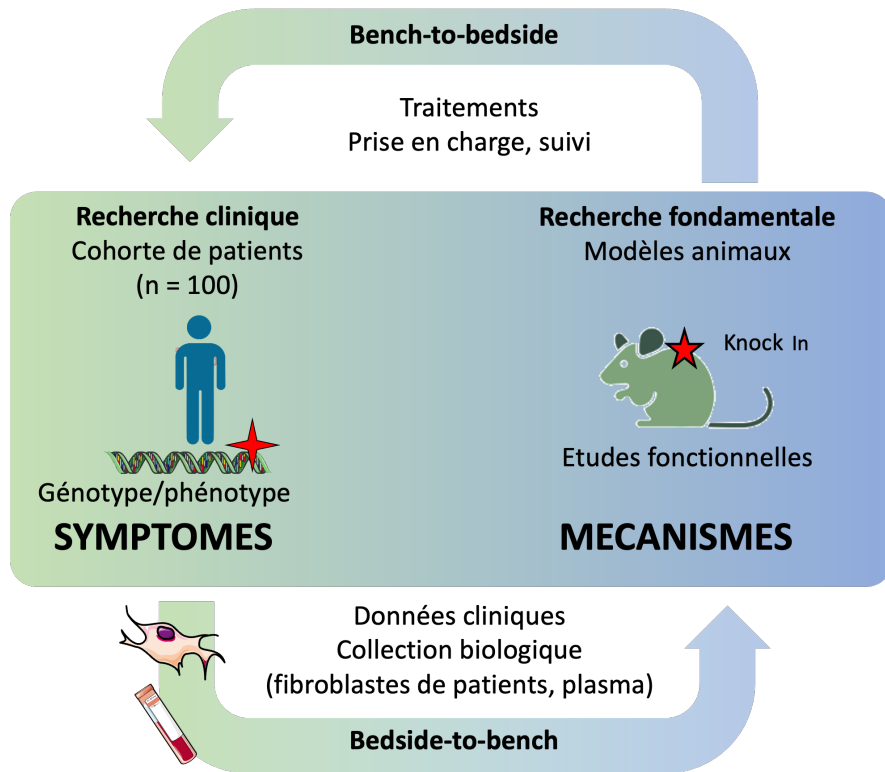 Bench-to-bedside
Traitements
Prise en charge, suivi
Recherche clinique
Cohorte de patients
(n = 100)
Génotype/phénotype
SYMPTOMES
Recherche fondamentale
Modèles animaux
Knock In
Etudes fonctionnelles
MECANISMES
Données cliniques
Collection biologique
(fibroblastes de patients, plasma)
Bedside-to-bench